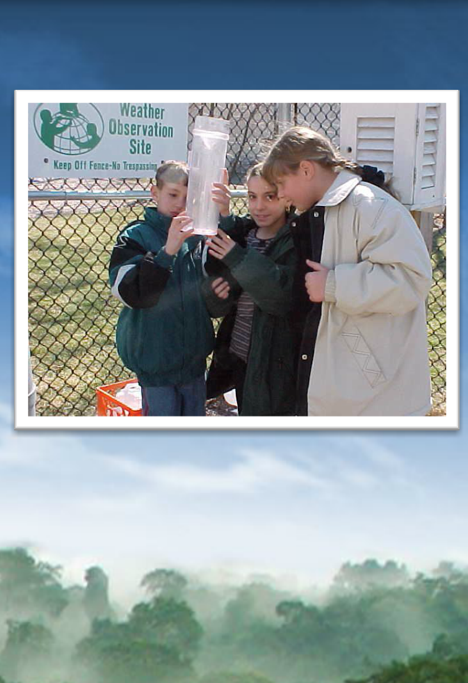 Weather
Observation
Site
• Keep Off Fence-No Trespassing